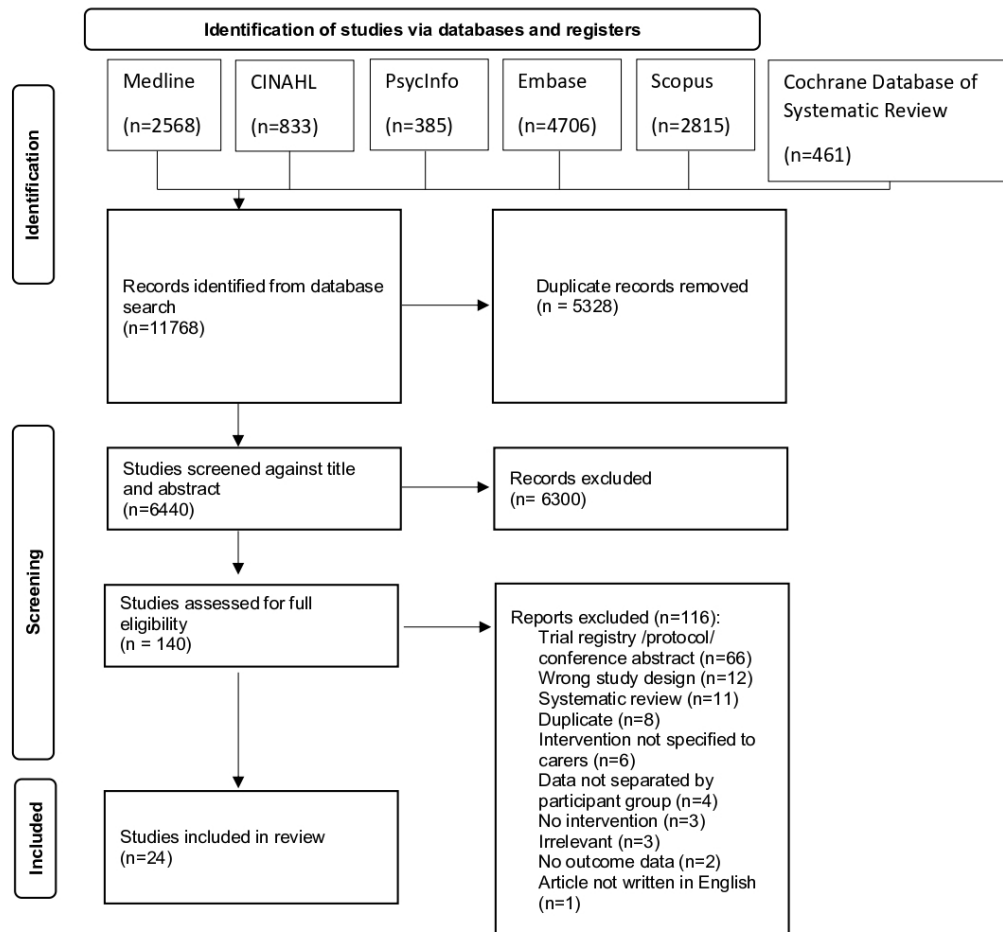 Identification of studies via databases and registers
Medline
(n=2568)
CINAHL
(n=833)
PsycInfo
(n=385)
Embase
(n=4706)
Scopus
(n=2815)
Cochrane Database of
Systematic Review
(n=461)
Identification
Records identified from database
search
(n=11768)
Duplicate records removed
(n = 5328)
Screening
Studies screened against title
and abstract
(n=6440)
Records excluded
(n= 6300)
Studies assessed for full
eligibility
(n = 140)
Reports excluded (n=116):
Trial registry /protocol/
conference abstract (n=66)
Wrong study design (n=12)
Systematic review (n=11)
Duplicate (n=8)
Intervention not specified to
carers (n=6)
Data not separated by
participant group (n=4)
No intervention (n=3)
Irrelevant (n=3)
No outcome data (n=2)
Article not written in English
(n=1)
Included
Studies included in review
(n=24)